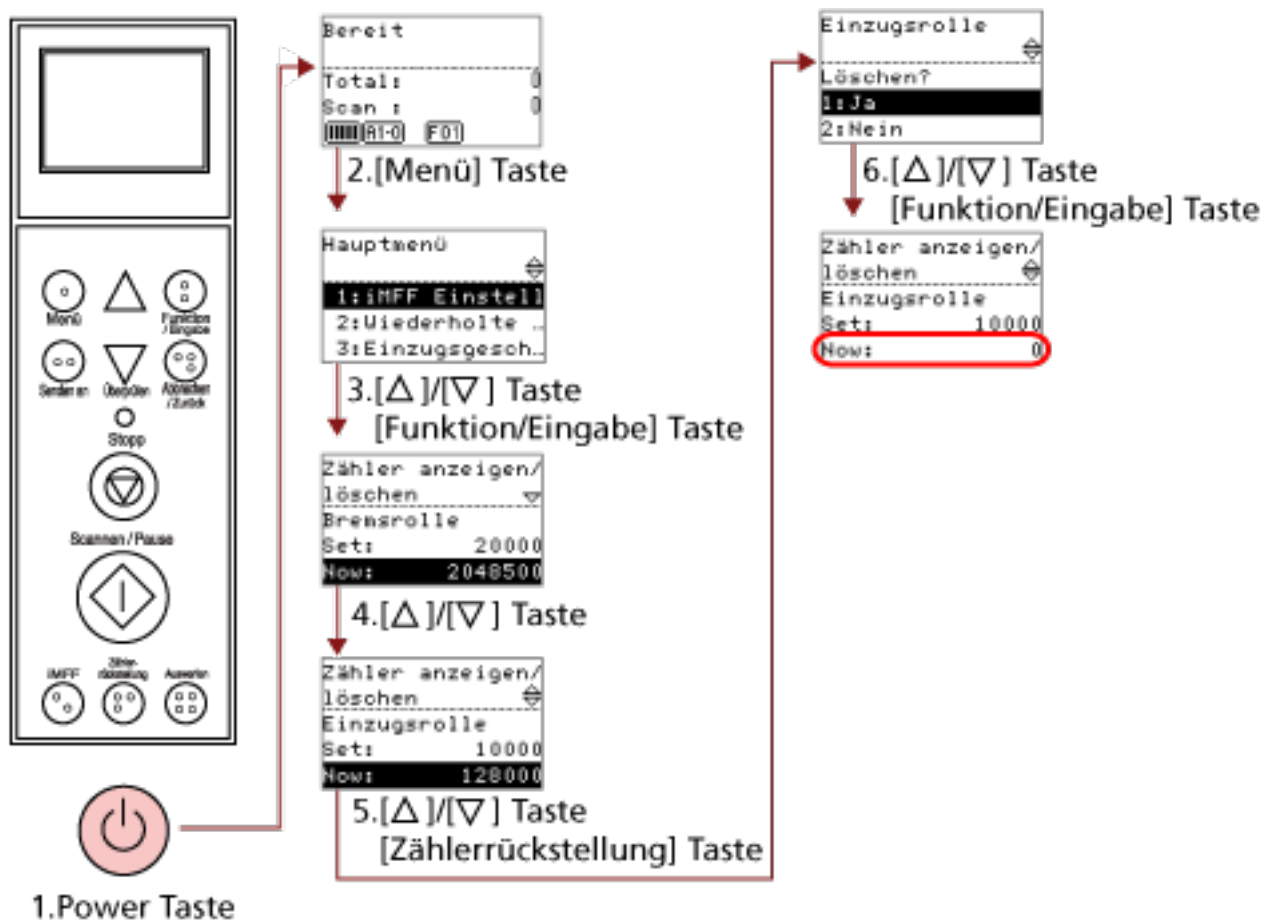 Menü
Funktion
/ Eingabe
Senden an
Überprüfen
Abbrechen
/ Zurück
Stopp
Scannen / Pause
iMFF
Zähler-
rückstellung
Auswerfen
1.Power Taste
Bereit
Total: 0
Scan : 0
A1-0 F01
2.[Menü] Taste
Hauptmenü
1:iMFF Einstell
2:Wiederholte ..
3:Einzugsgesch..
3.[△]/[▽] Taste
[Funktion/Eingabe] Taste
Zähler anzeigen/
löschen
Bremsrolle
Set: 20000
Now: 2048500
4.[△]/[▽] Taste
Zähler anzeigen/
löschen
Einzugsrolle
Set: 10000
Now: 128000
5.[△]/[▽] Taste
[Zählerrückstellung] Taste
Einzugsrolle
Löschen?
1:Ja
2:Nein
6.[△]/[▽] Taste
[Funktion/Eingabe] Taste
Zähler anzeigen/
löschen
Einzugsrolle
Set: 10000
Now: 0